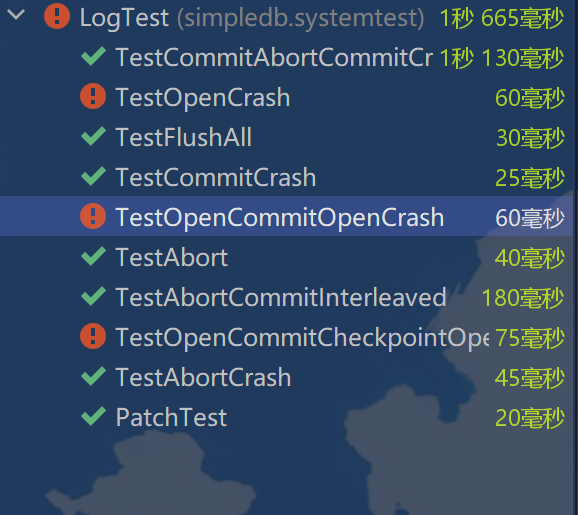 LogTest (simpledb.systemtest) 1秒 665毫秒
TestCommitAbortCommitCr 1秒 130毫秒
TestOpenCrash 60毫秒
TestFlushAll 30毫秒
TestCommitCrash 25毫秒
TestOpenCommitOpenCrash 60毫秒
TestAbort 40毫秒
TestAbortCommitInterleaved 180毫秒
TestOpenCommitCheckpointOpe 75毫秒
TestAbortCrash 45毫秒
PatchTest 20毫秒